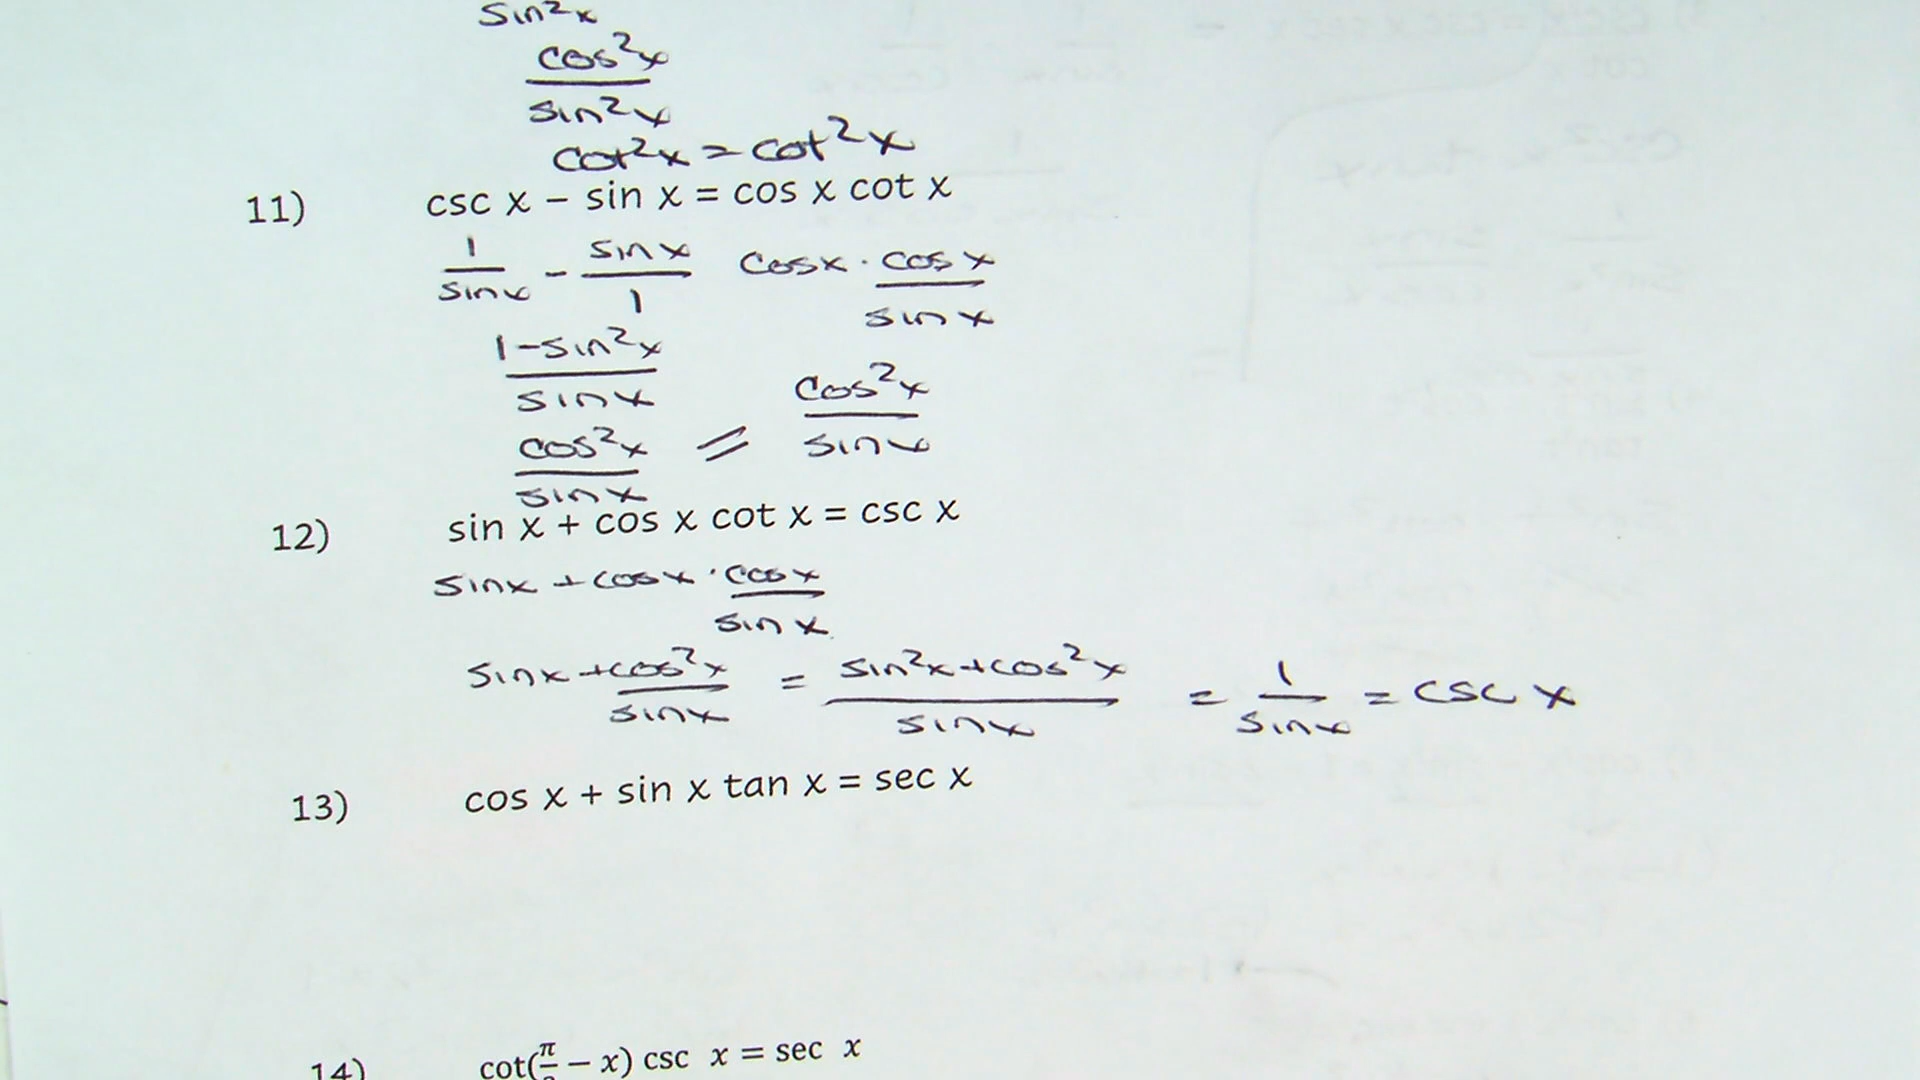 sin²x
cos²x
sin²x
cot²x = cot²x
11) csc x – sin x = cos x cot x
1/sinx - sinx/1 cosx · cosx/sinx
1-sin²x/sinx
cos²x/sinx = cos²x/sinx
12) sin x + cos x cot x = csc x
sinx + cosx · cosx/sinx
sinx + cos²x/sinx = sin²x+cos²x/sinx = 1/sinx = csc x
13) cos x + sin x tan x = sec x
14) cot(π/2 – x) csc x = sec x